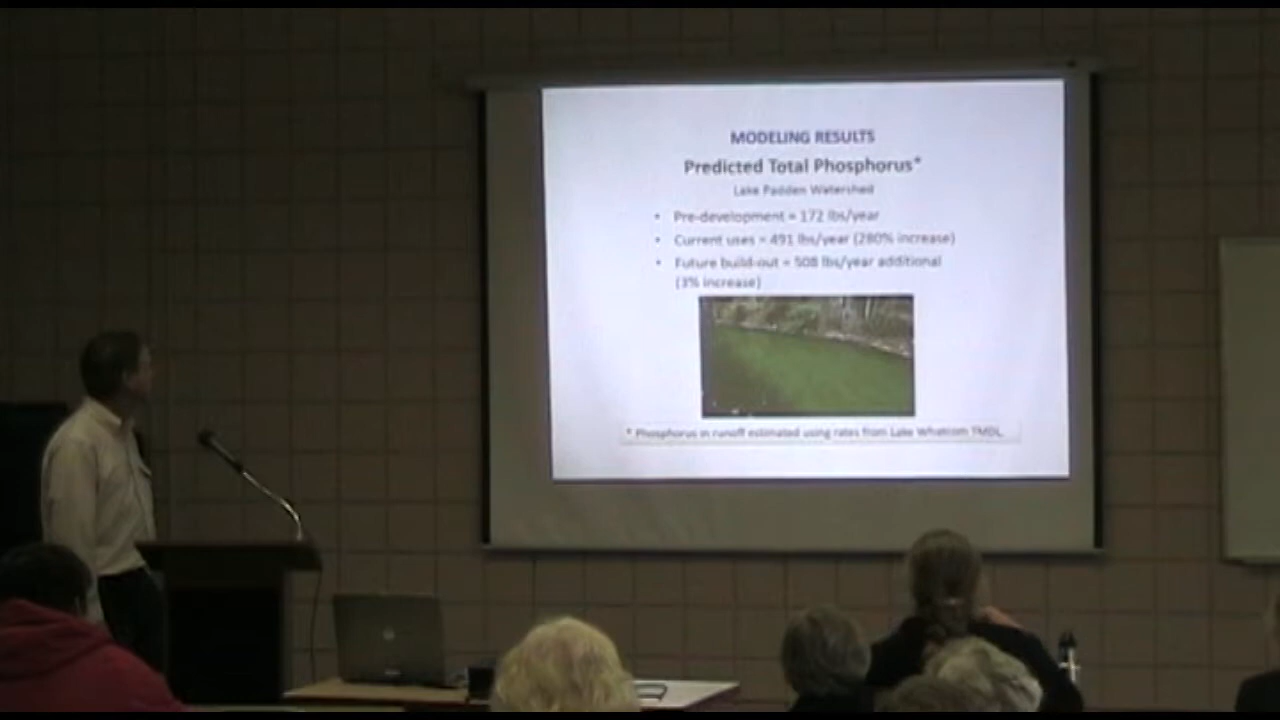 MODELING RESULTS
Predicted Total Phosphorus*
Lake Padden Watershed
• Pre-development = 172 lbs/year
• Current uses = 491 lbs/year (280% increase)
• Future build-out = 508 lbs/year additional
(3% increase)
* Phosphorus in runoff estimated using rates from Lake Whatcom TMDL.